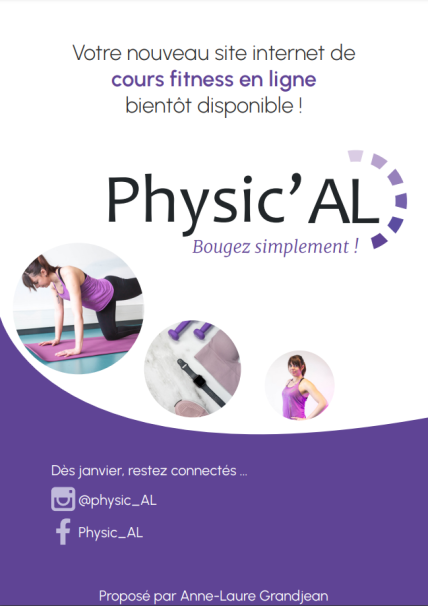 Votre nouveau site internet de
cours fitness en ligne
bientôt disponible !
Physic'AL
Bougez simplement !
Dès janvier, restez connectés ...
@physic_AL
Physic_AL
Proposé par Anne-Laure Grandjean